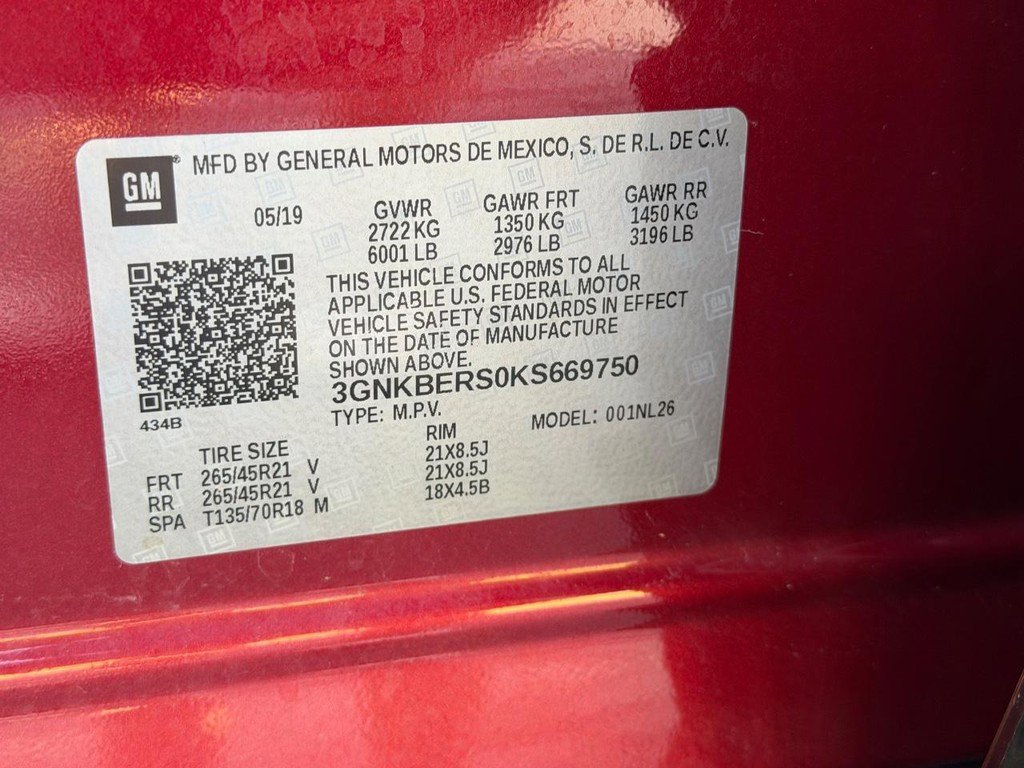 GM ® MFD BY GENERAL MOTORS DE MEXICO, S. DE R.L. DE C.V.
05/19 GVWR GAWR FRT GAWR RR
2722 KG 1350 KG 1450 KG
6001 LB 2976 LB 3196 LB
THIS VEHICLE CONFORMS TO ALL
APPLICABLE U.S. FEDERAL MOTOR
VEHICLE SAFETY STANDARDS IN EFFECT
ON THE DATE OF MANUFACTURE
SHOWN ABOVE.
3GNKBERS0KS669750
434B TYPE: M.P.V. MODEL: 001NL26
TIRE SIZE RIM
FRT 265/45R21 V 21X8.5J
RR 265/45R21 V 21X8.5J
SPA T135/70R18 M 18X4.5B